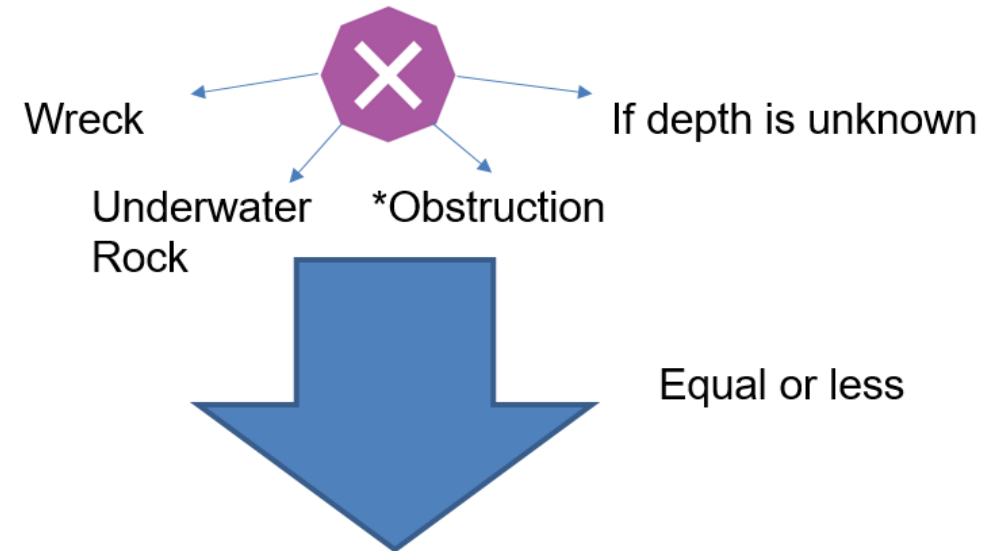 Wreck
If depth is unknown
Underwater
Rock
*Obstruction
Equal or less